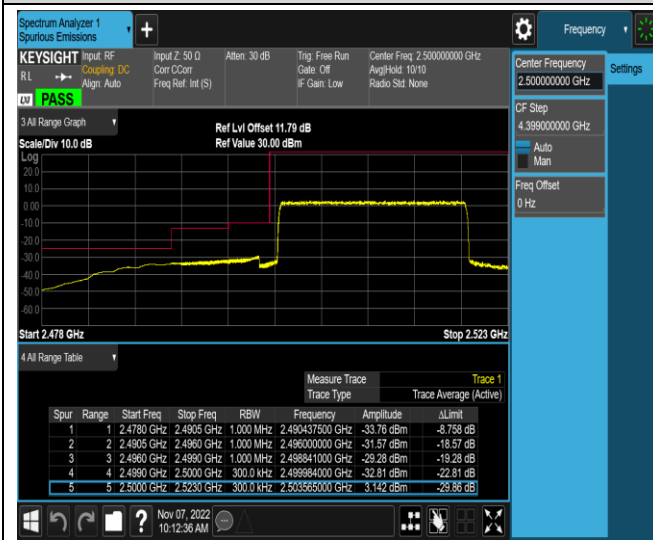 Spectrum Analyzer 1
Spurious Emissions
Frequency
KEYSIGHT Input: RF Input Z: 50 Ω Atten: 30 dB Trig: Free Run Center Freq: 2.500000000 GHz
RL Coupling: DC Corr CCorr Gate: Off Avg|Hold: 10/10
Align: Auto Freq Ref: Int (S) IF Gain: Low Radio Std: None
LXI PASS
Center Frequency
2.500000000 GHz
Settings
CF Step
4.399000000 GHz
Auto
Man
Freq Offset
0 Hz
3 All Range Graph
Ref Lvl Offset 11.79 dB
Scale/Div 10.0 dB Ref Value 30.00 dBm
Log
20.0
10.0
0.00
-10.0
-20.0
-30.0
-40.0
-50.0
-60.0
Start 2.478 GHz Stop 2.523 GHz
4 All Range Table
Measure Trace Trace 1
Trace Type Trace Average (Active)
Spur Range Start Freq Stop Freq RBW Frequency Amplitude ΔLimit
1 1 2.4780 GHz 2.4905 GHz 1.000 MHz 2.490437500 GHz -33.76 dBm -8.758 dB
2 2 2.4905 GHz 2.4960 GHz 1.000 MHz 2.496000000 GHz -31.57 dBm -18.57 dB
3 3 2.4960 GHz 2.4990 GHz 1.000 MHz 2.498841000 GHz -29.28 dBm -19.28 dB
4 4 2.4990 GHz 2.5000 GHz 300.0 kHz 2.499984000 GHz -32.81 dBm -22.81 dB
5 5 2.5000 GHz 2.5230 GHz 300.0 kHz 2.503565000 GHz 3.142 dBm -29.86 dB
Nov 07, 2022
10:12:36 AM